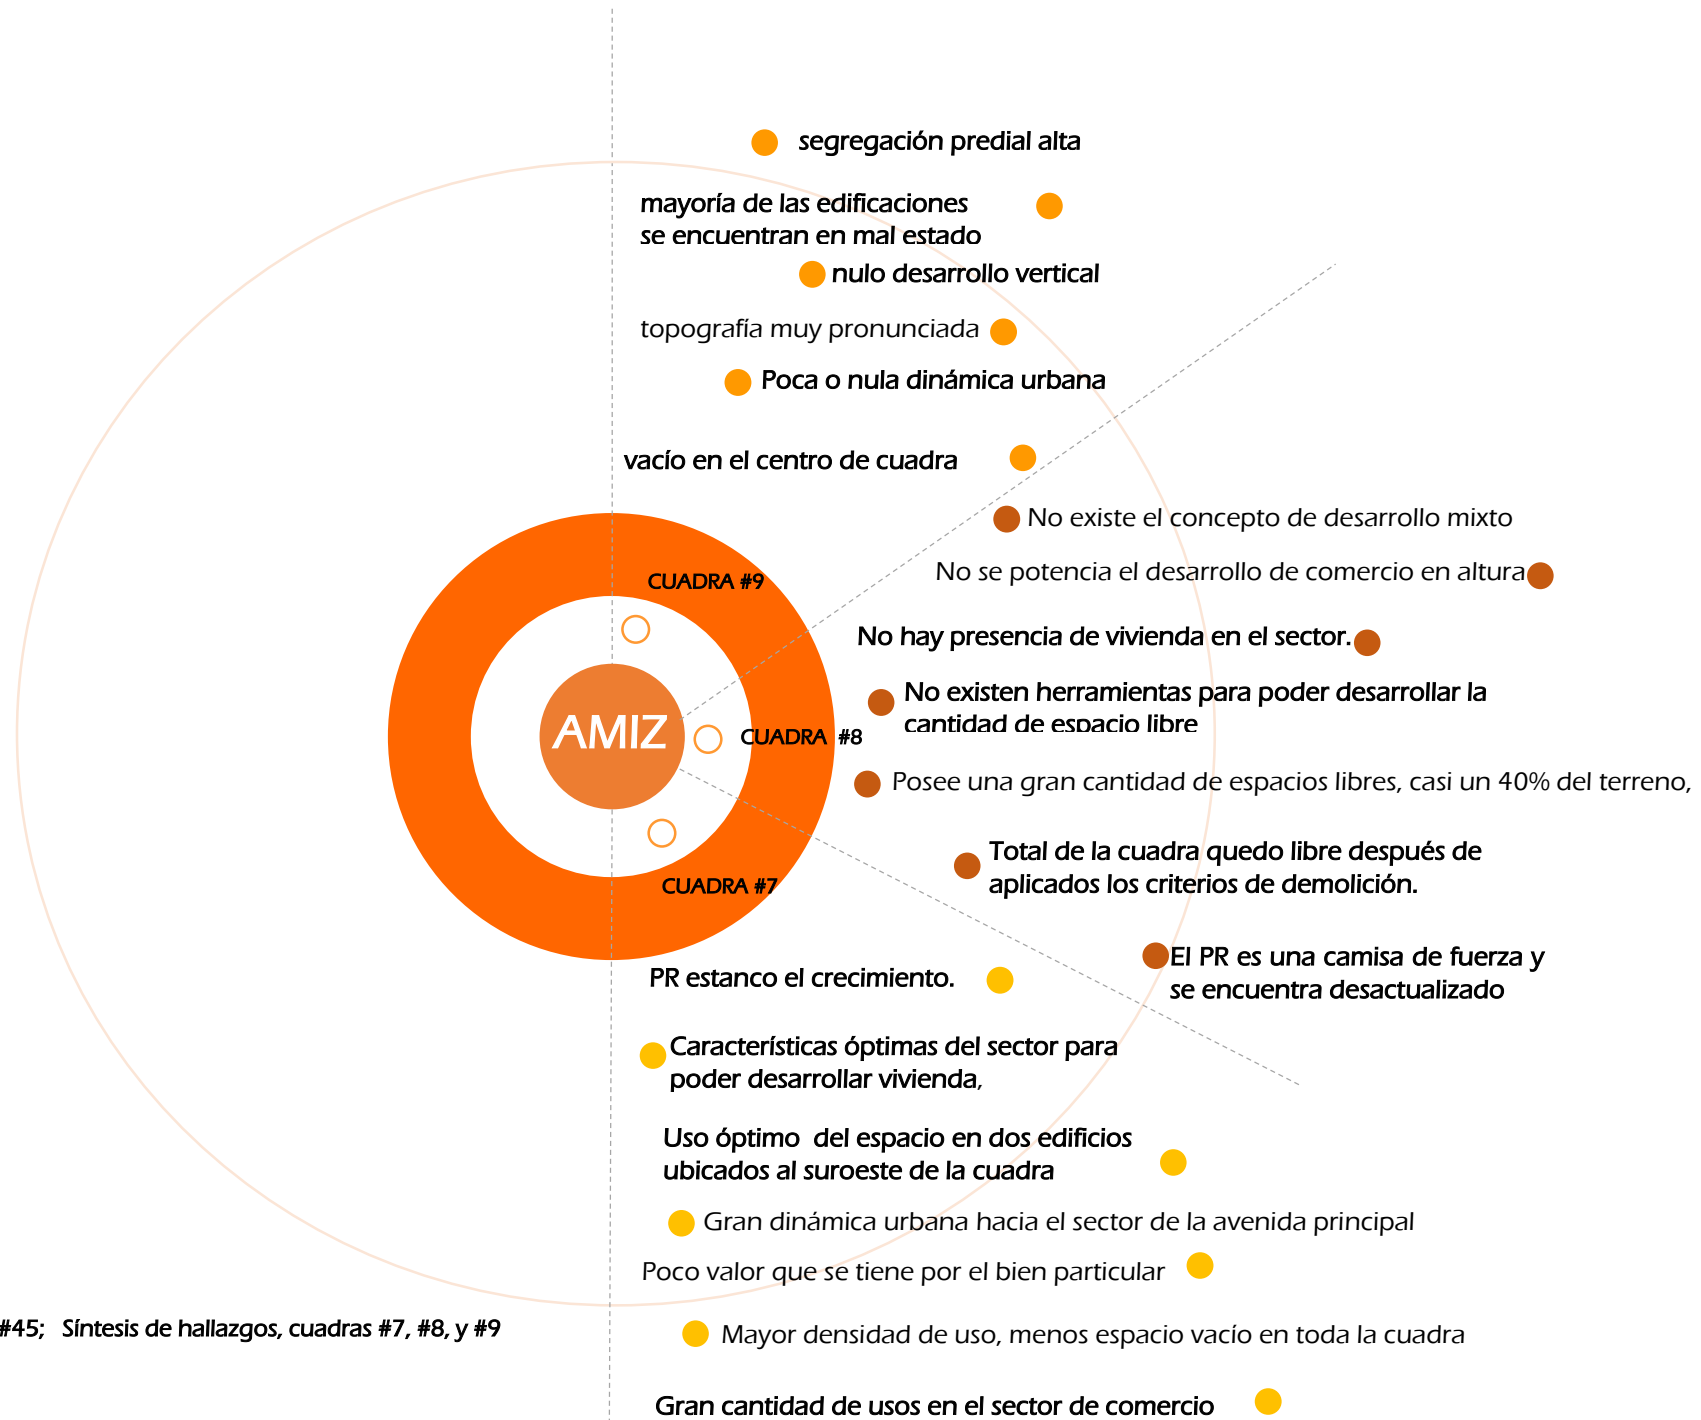 segregación predial alta
mayoría de las edificaciones
se encuentran en mal estado
nulo desarrollo vertical
topografía muy pronunciada
Poca o nula dinámica urbana
vacío en el centro de cuadra
No existe el concepto de desarrollo mixto
No se potencia el desarrollo de comercio en altura
CUADRA #9
No hay presencia de vivienda en el sector.
No existen herramientas para poder desarrollar la
cantidad de espacio libre
AMIZ
CUADRA #8
Posee una gran cantidad de espacios libres, casi un 40% del terreno,
Total de la cuadra quedo libre después de
aplicados los criterios de demolición.
CUADRA #7
El PR es una camisa de fuerza y
se encuentra desactualizado
PR estanco el crecimiento.
Características óptimas del sector para
poder desarrollar vivienda,
Uso óptimo del espacio en dos edificios
ubicados al suroeste de la cuadra
Gran dinámica urbana hacia el sector de la avenida principal
Poco valor que se tiene por el bien particular
#45; Síntesis de hallazgos, cuadras #7, #8, y #9
Mayor densidad de uso, menos espacio vacío en toda la cuadra
Gran cantidad de usos en el sector de comercio